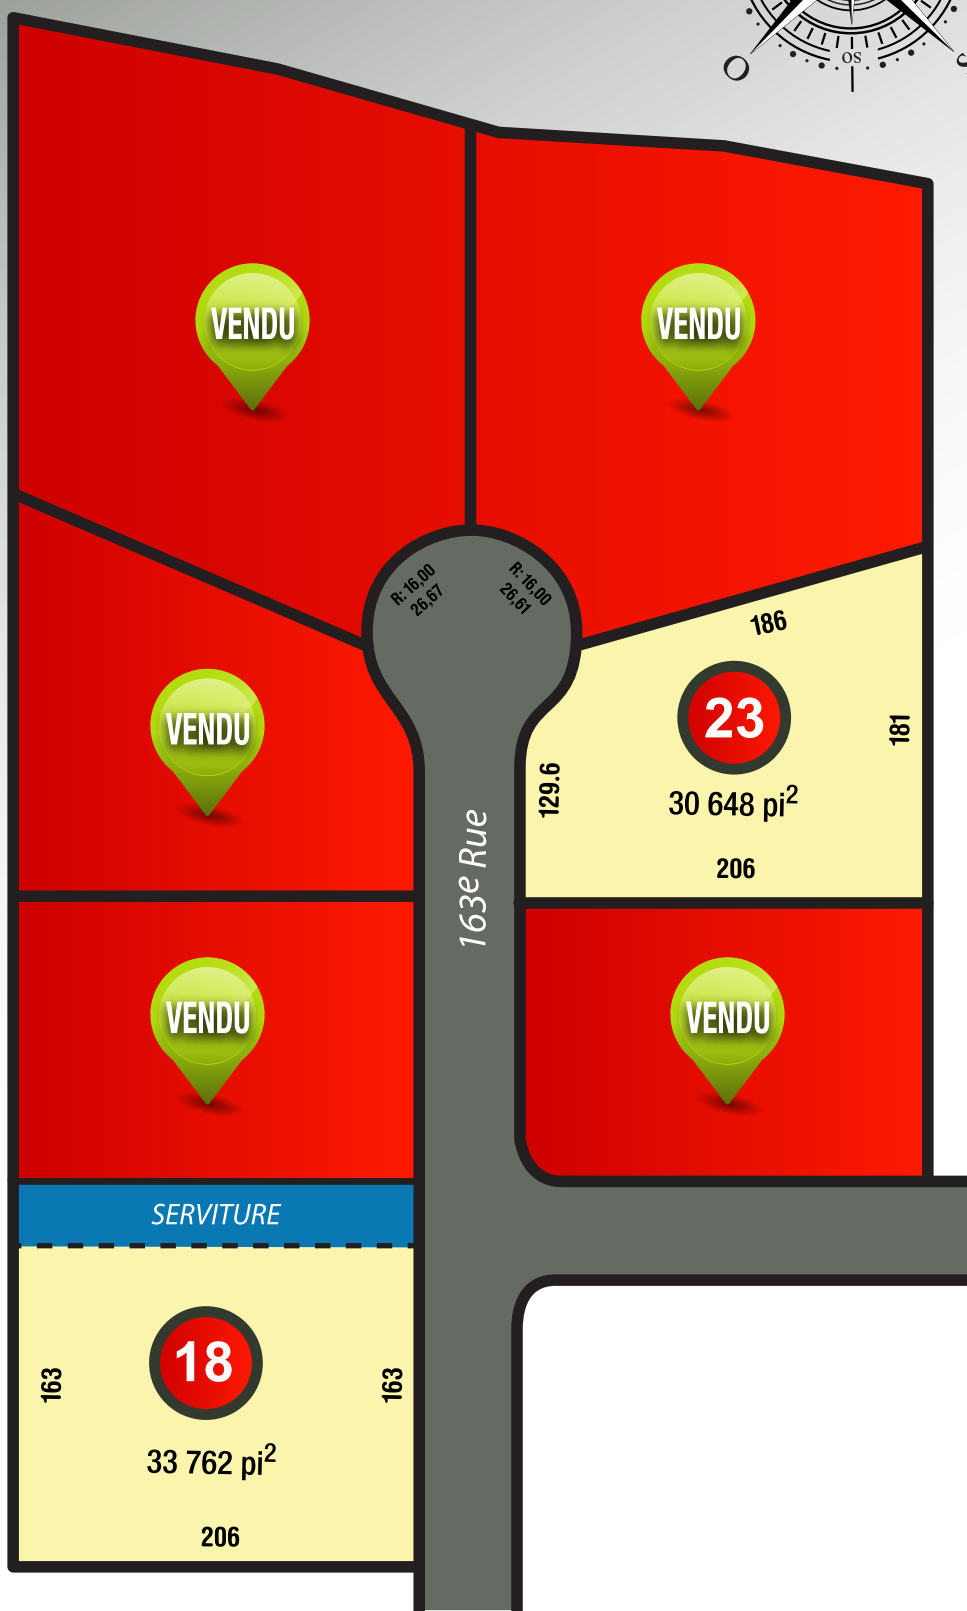 OS
O
VENDU
VENDU
R: 16,00
26,67
R: 16,00
26,61
186
23
30 648 pi²
181
129.6
206
VENDU
163e Rue
VENDU
VENDU
SERVITURE
18
33 762 pi²
163
163
206